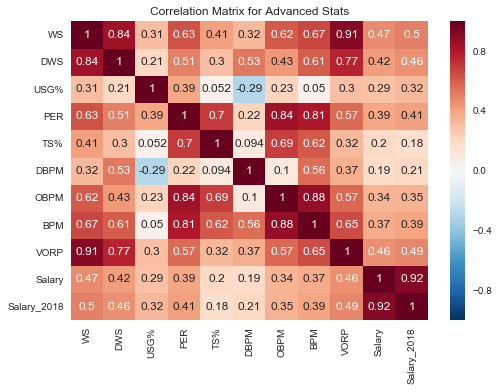 Correlation Matrix for Advanced Stats
WS 1 0.84 0.31 0.63 0.41 0.32 0.62 0.67 0.91 0.47 0.5
DWS 0.84 1 0.21 0.51 0.3 0.53 0.43 0.61 0.77 0.42 0.46
USG% 0.31 0.21 1 0.39 0.052 -0.29 0.23 0.05 0.3 0.29 0.32
PER 0.63 0.51 0.39 1 0.7 0.22 0.84 0.81 0.57 0.39 0.41
TS% 0.41 0.3 0.052 0.7 1 0.094 0.69 0.62 0.32 0.2 0.18
DBPM 0.32 0.53 -0.29 0.22 0.094 1 0.1 0.56 0.37 0.19 0.21
OBPM 0.62 0.43 0.23 0.84 0.69 0.1 1 0.88 0.57 0.34 0.35
BPM 0.67 0.61 0.05 0.81 0.62 0.56 0.88 1 0.65 0.37 0.39
VORP 0.91 0.77 0.3 0.57 0.32 0.37 0.57 0.65 1 0.46 0.49
Salary 0.47 0.42 0.29 0.39 0.2 0.19 0.34 0.37 0.46 1 0.92
Salary_2018 0.5 0.46 0.32 0.41 0.18 0.21 0.35 0.39 0.49 0.92 1
WS DWS USG% PER TS% DBPM OBPM BPM VORP Salary Salary_2018
0.8
0.4
0.0
−0.4
−0.8